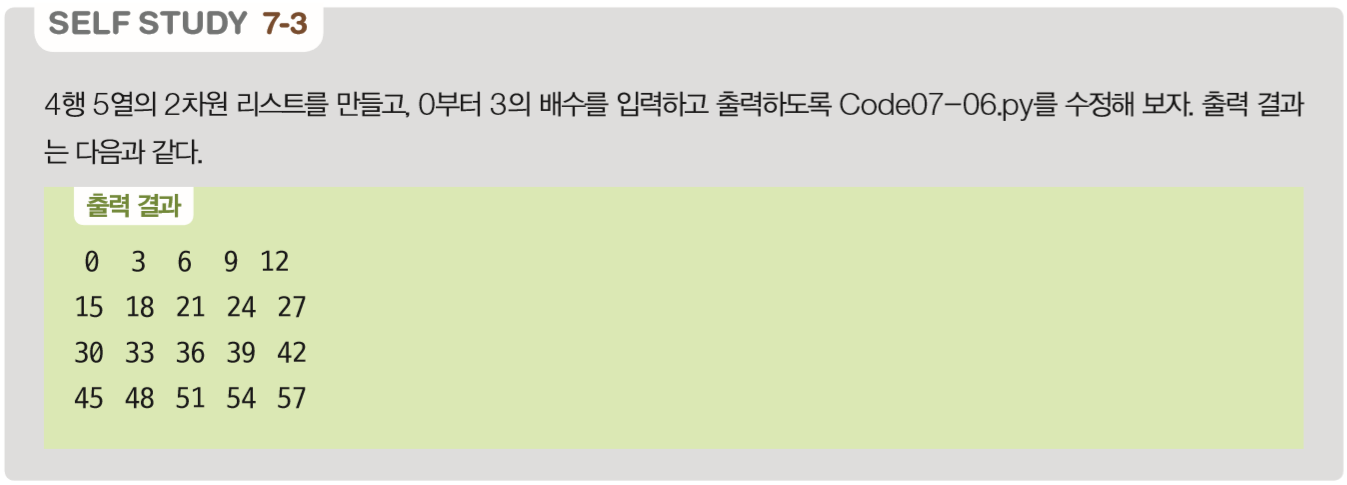 SELF STUDY 7-3
4행 5열의 2차원 리스트를 만들고, 0부터 3의 배수를 입력하고 출력하도록 Code07-06.py를 수정해 보자. 출력 결과
는 다음과 같다.
출력 결과
0 3 6 9 12
15 18 21 24 27
30 33 36 39 42
45 48 51 54 57